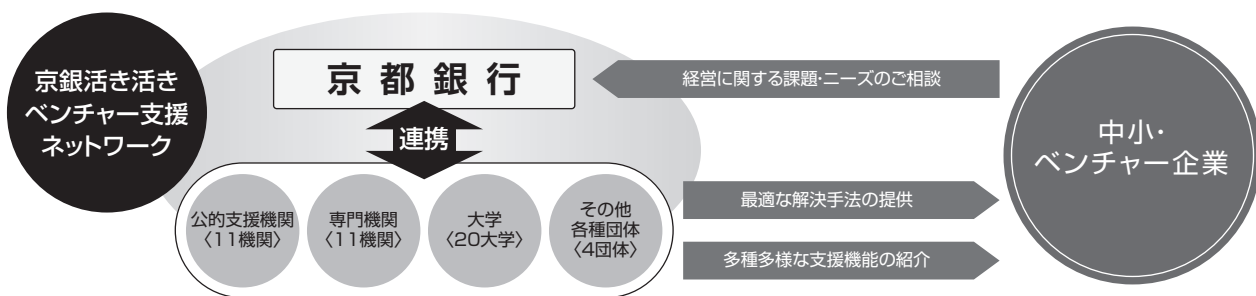 京銀活き活き
ベンチャー支援
ネットワーク
京都銀行
連携
公的支援機関
〈11機関〉
専門機関
〈11機関〉
大学
〈20大学〉
その他
各種団体
〈4団体〉
経営に関する課題・ニーズのご相談
最適な解決手法の提供
多種多様な支援機能の紹介
中小・
ベンチャー企業